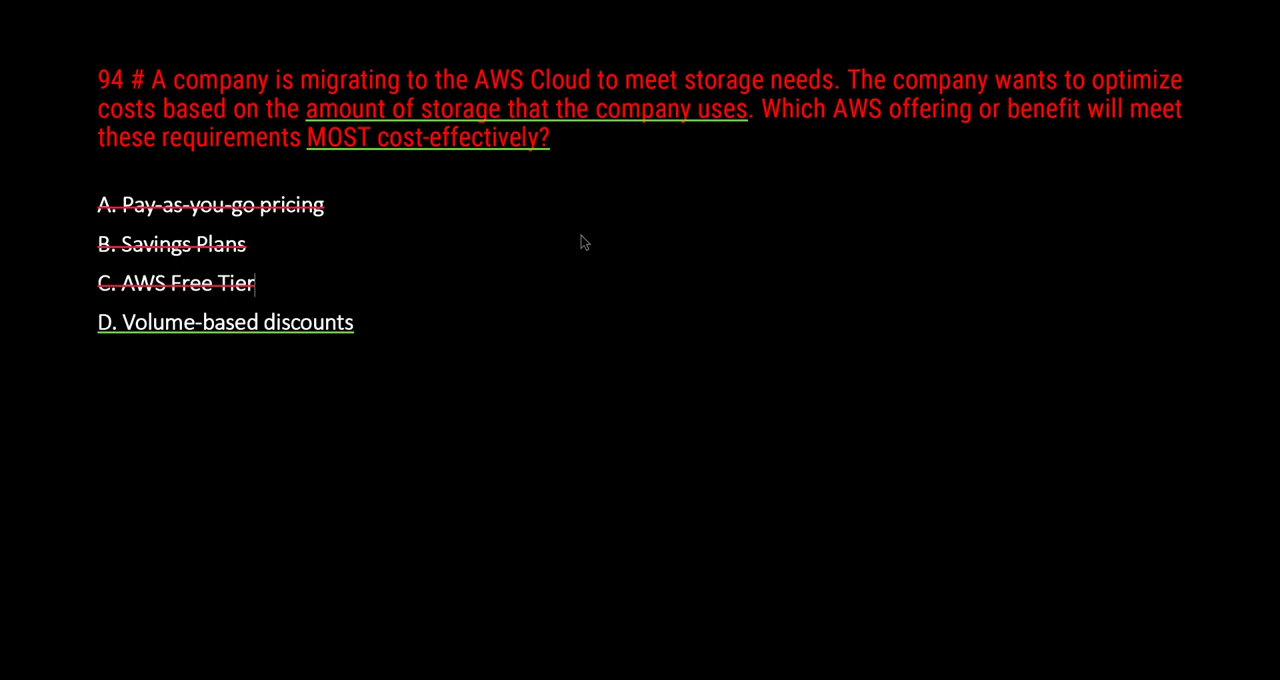 94 # A company is migrating to the AWS Cloud to meet storage needs. The company wants to optimize
costs based on the amount of storage that the company uses. Which AWS offering or benefit will meet
these requirements MOST cost-effectively?
A. Pay-as-you-go pricing
B. Savings Plans
C. AWS Free Tier
D. Volume-based discounts